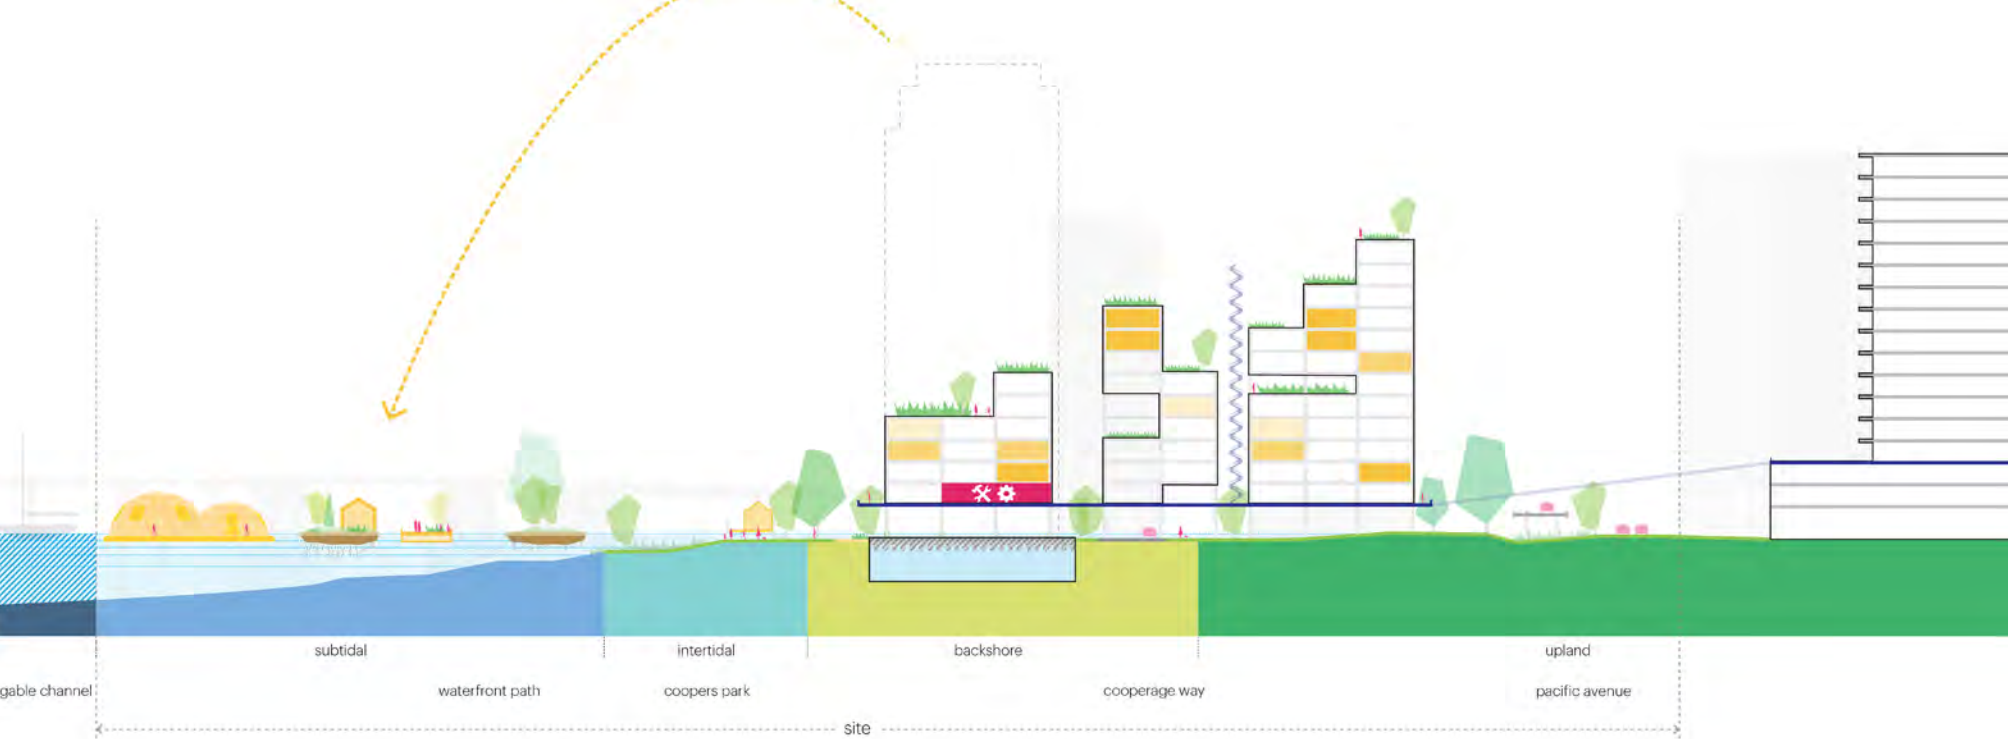 subtidal
intertidal
backshore
upland
gable channel
waterfront path
coopers park
cooperage way
pacific avenue
site